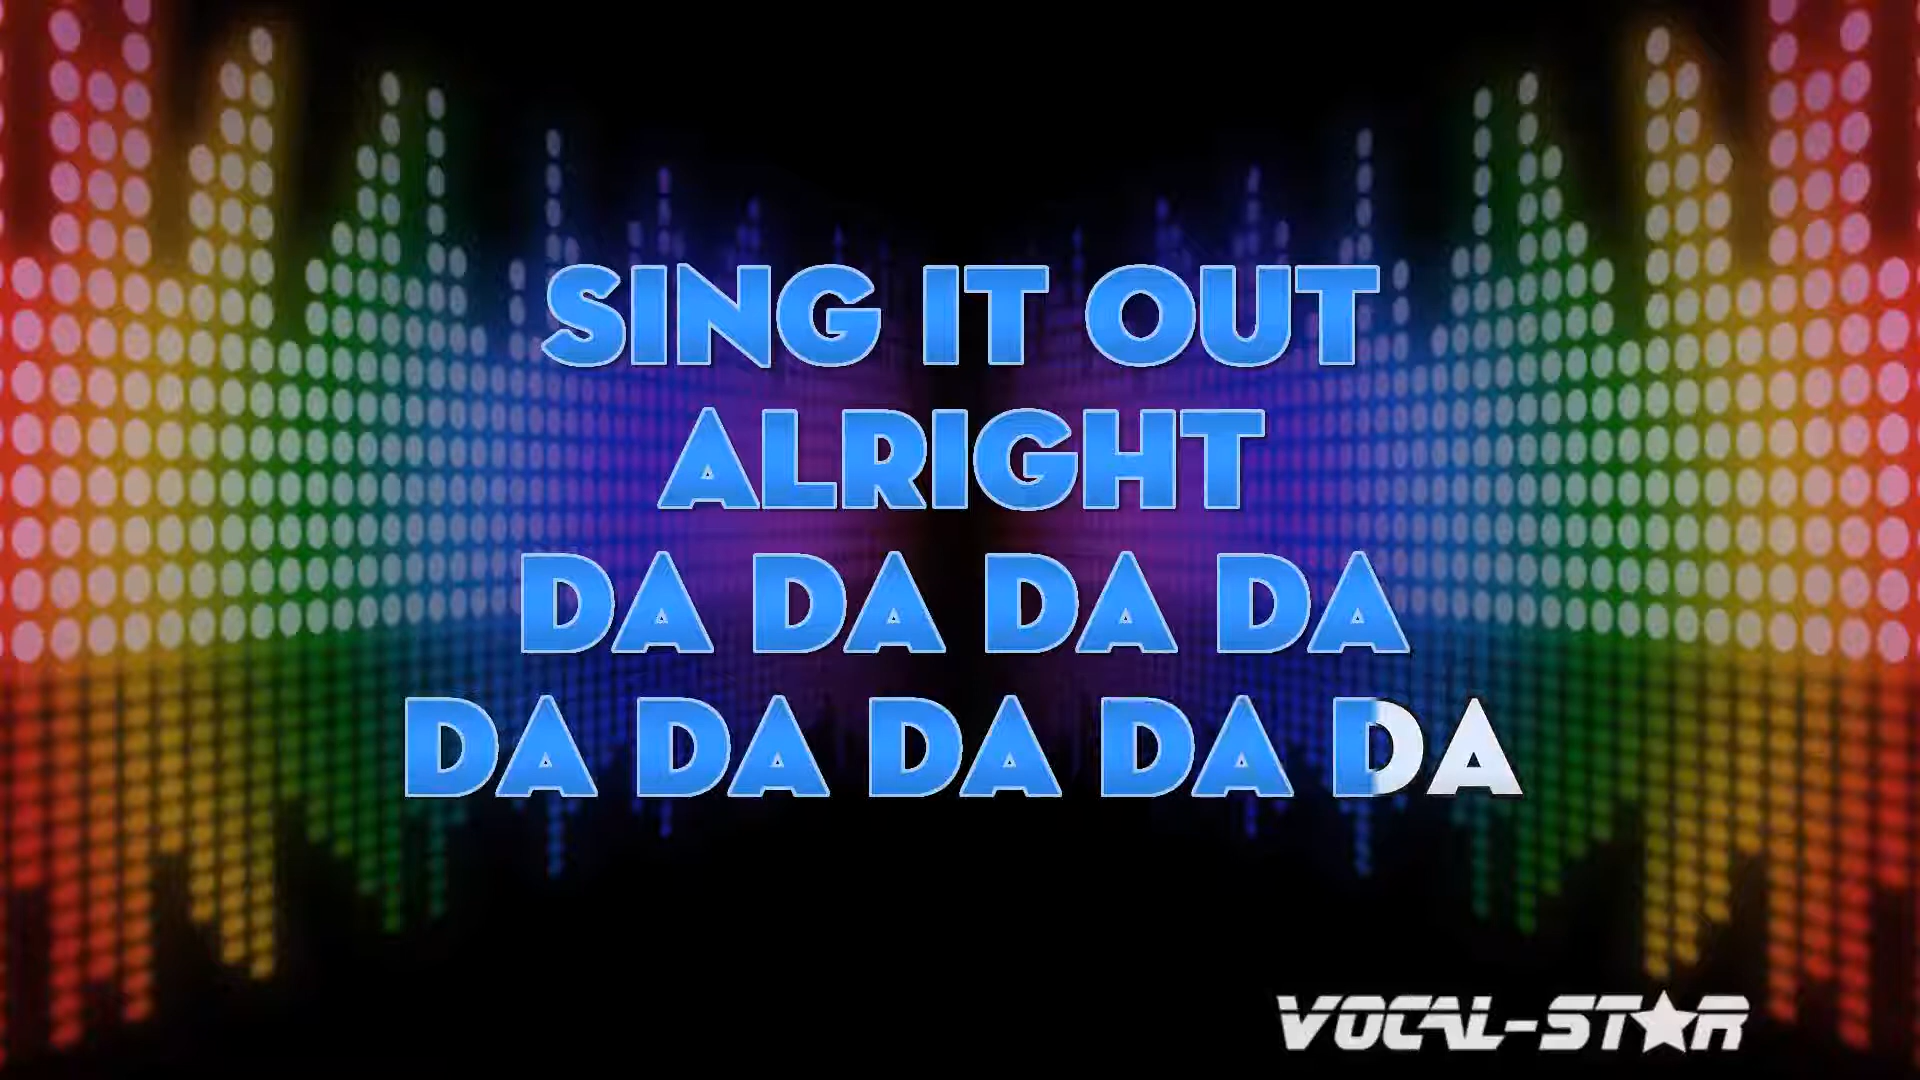 SING IT OUT
ALRIGHT
DA DA DA DA
DA DA DA DA DA
VOCAL-STAR